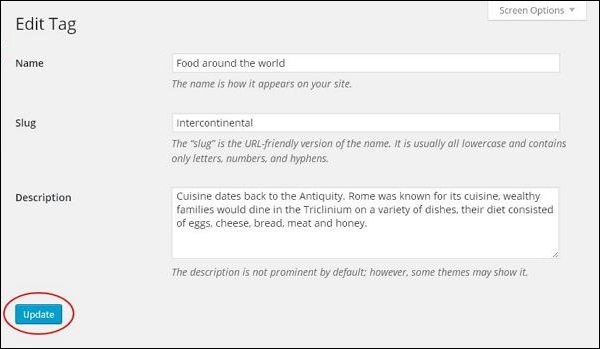 Screen Options
Edit Tag
Name
Food around the world
The name is how it appears on your site.
Slug
Intercontinental
The “slug” is the URL-friendly version of the name. It is usually all lowercase and contains
only letters, numbers, and hyphens.
Description
Cuisine dates back to the Antiquity. Rome was known for its cuisine, wealthy
families would dine in the Triclinium on a variety of dishes, their diet consisted
of eggs, cheese, bread, meat and honey.
The description is not prominent by default; however, some themes may show it.
Update